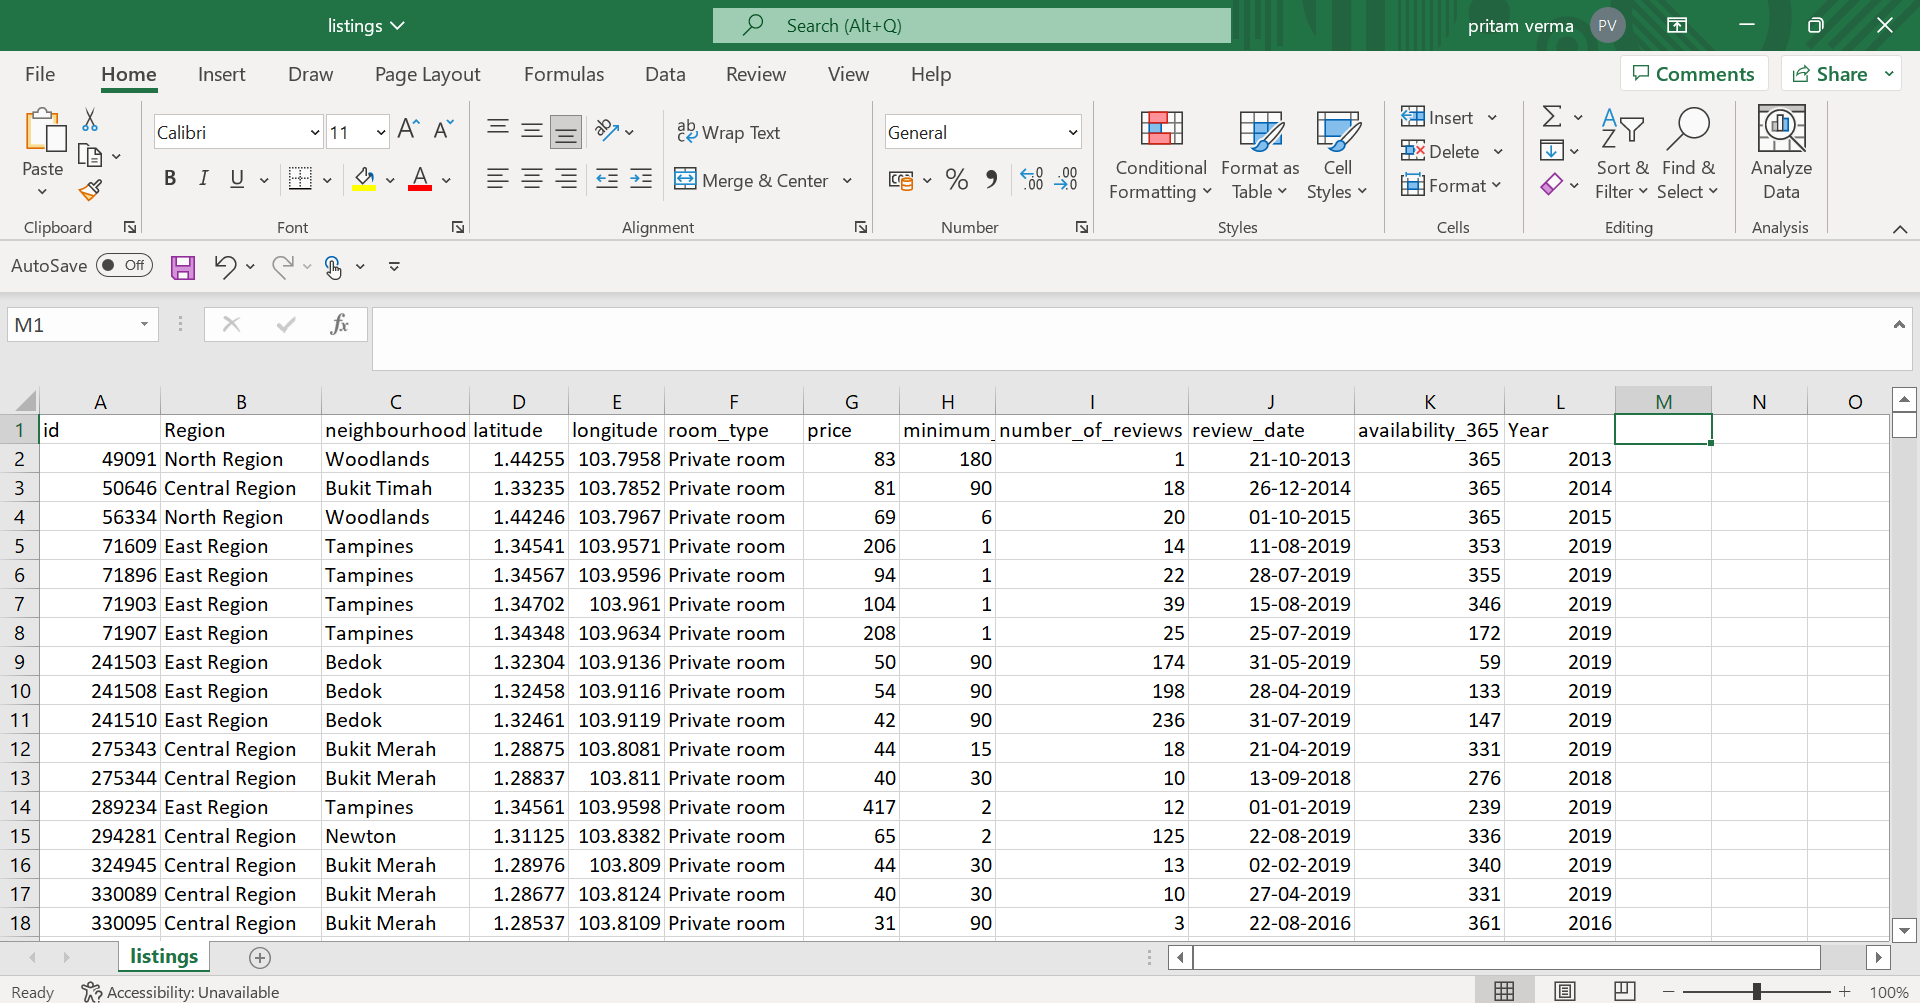 listings
Search (Alt+Q)
pritam verma PV
File Home Insert Draw Page Layout Formulas Data Review View Help Comments Share
Paste
Clipboard
Calibri 11
B I U A
Font
ab Wrap Text
Merge & Center
Alignment
General
% .00 .00
Number
Conditional Formatting
Format as Table
Cell Styles
Styles
Insert
Delete
Format
Cells
Sort & Filter
Find & Select
Editing
Analyze Data
Analysis
AutoSave Off
M1 fx
A B C D E F G H I J K L M N O
1 id Region neighbourhood latitude longitude room_type price minimum_ number_of_reviews review_date availability_365 Year
2 49091 North Region Woodlands 1.44255 103.7958 Private room 83 180 1 21-10-2013 365 2013
3 50646 Central Region Bukit Timah 1.33235 103.7852 Private room 81 90 18 26-12-2014 365 2014
4 56334 North Region Woodlands 1.44246 103.7967 Private room 69 6 20 01-10-2015 365 2015
5 71609 East Region Tampines 1.34541 103.9571 Private room 206 1 14 11-08-2019 353 2019
6 71896 East Region Tampines 1.34567 103.9596 Private room 94 1 22 28-07-2019 355 2019
7 71903 East Region Tampines 1.34702 103.961 Private room 104 1 39 15-08-2019 346 2019
8 71907 East Region Tampines 1.34348 103.9634 Private room 208 1 25 25-07-2019 172 2019
9 241503 East Region Bedok 1.32304 103.9136 Private room 50 90 174 31-05-2019 59 2019
10 241508 East Region Bedok 1.32458 103.9116 Private room 54 90 198 28-04-2019 133 2019
11 241510 East Region Bedok 1.32461 103.9119 Private room 42 90 236 31-07-2019 147 2019
12 275343 Central Region Bukit Merah 1.28875 103.8081 Private room 44 15 18 21-04-2019 331 2019
13 275344 Central Region Bukit Merah 1.28837 103.811 Private room 40 30 10 13-09-2018 276 2018
14 289234 East Region Tampines 1.34561 103.9598 Private room 417 2 12 01-01-2019 239 2019
15 294281 Central Region Newton 1.31125 103.8382 Private room 65 2 125 22-08-2019 336 2019
16 324945 Central Region Bukit Merah 1.28976 103.809 Private room 44 30 13 02-02-2019 340 2019
17 330089 Central Region Bukit Merah 1.28677 103.8124 Private room 40 30 10 27-04-2019 331 2019
18 330095 Central Region Bukit Merah 1.28537 103.8109 Private room 31 90 3 22-08-2016 361 2016
listings
Ready Accessibility: Unavailable 100%